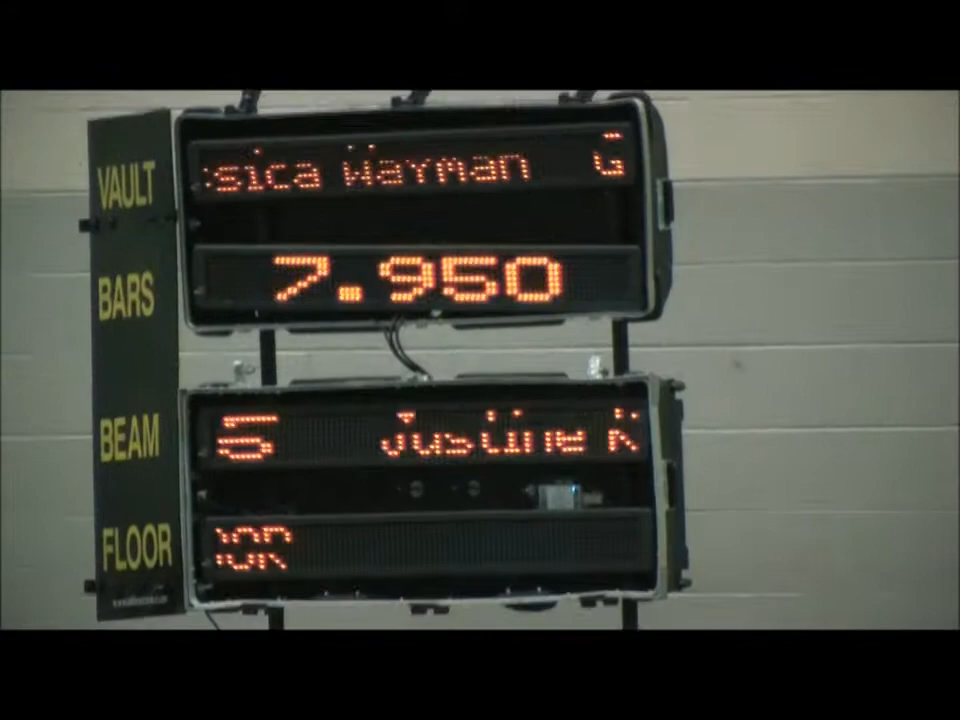 VAULT
sica Wayman G
BARS
7.950
BEAM
5 Justine K
FLOOR